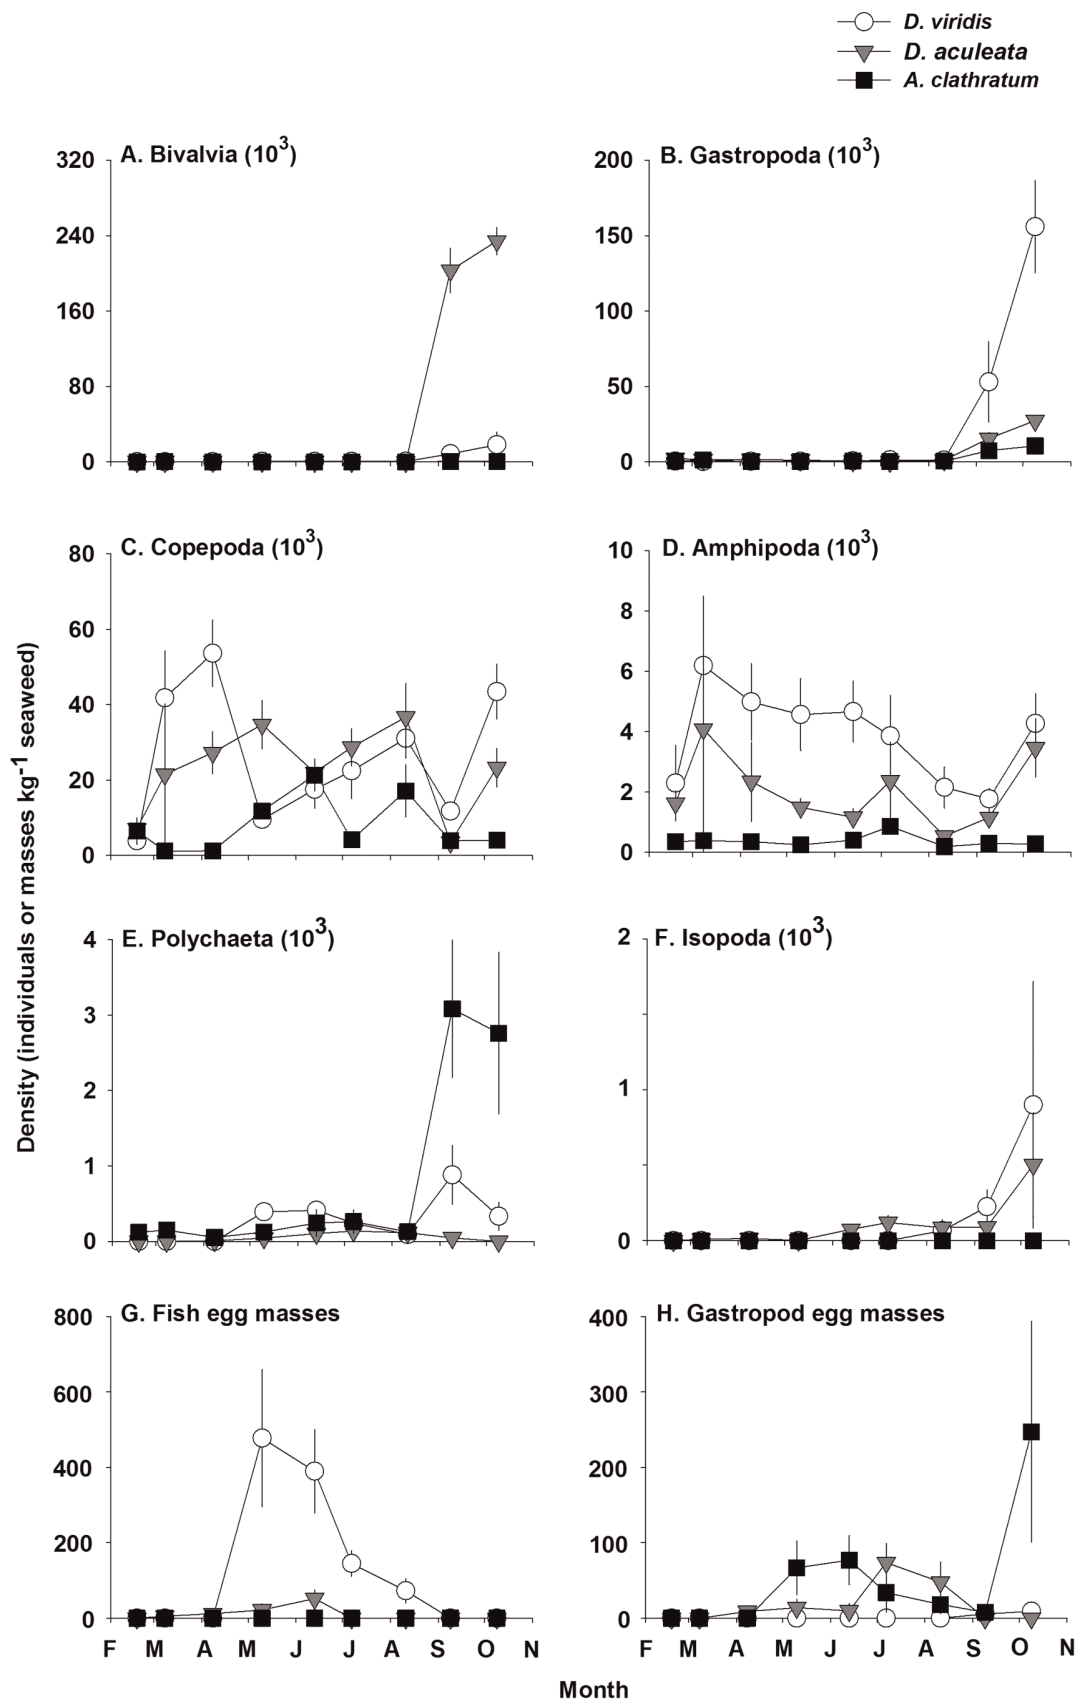 D. viridis
D. aculeata
A. clathratum
A. Bivalvia (10³)
320
240
160
80
0
B. Gastropoda (10³)
200
150
100
50
0
C. Copepoda (10³)
80
60
40
20
0
D. Amphipoda (10³)
10
8
6
4
2
0
Density (individuals or masses kg⁻¹ seaweed)
E. Polychaeta (10³)
4
3
2
1
0
F. Isopoda (10³)
2
1
0
G. Fish egg masses
800
600
400
200
0
F M A M J J A S O N
H. Gastropod egg masses
400
300
200
100
0
F M A M J J A S O N
Month